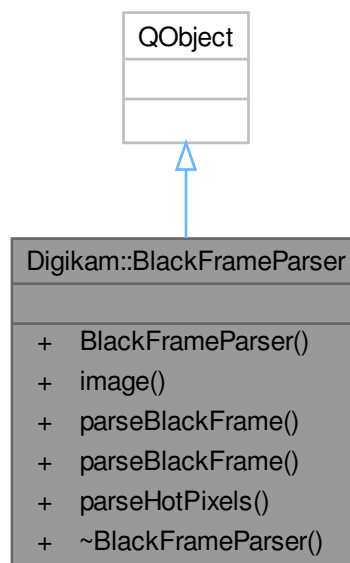 QObject
Digikam::BlackFrameParser
+ BlackFrameParser()
+ image()
+ parseBlackFrame()
+ parseBlackFrame()
+ parseHotPixels()
+ ~BlackFrameParser()